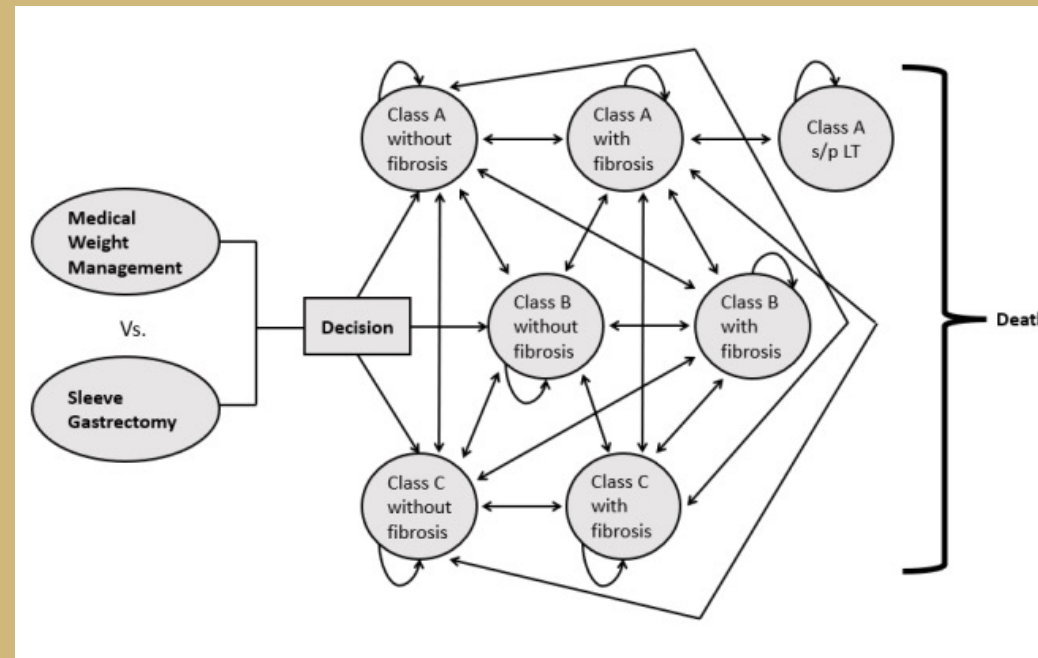 Class A
without
fibrosis
Class A
with
fibrosis
Class A
s/p LT
Medical
Weight
Management
Vs.
Sleeve
Gastrectomy
Decision
Class B
without
fibrosis
Class B
with
fibrosis
Class C
without
fibrosis
Class C
with
fibrosis
Death